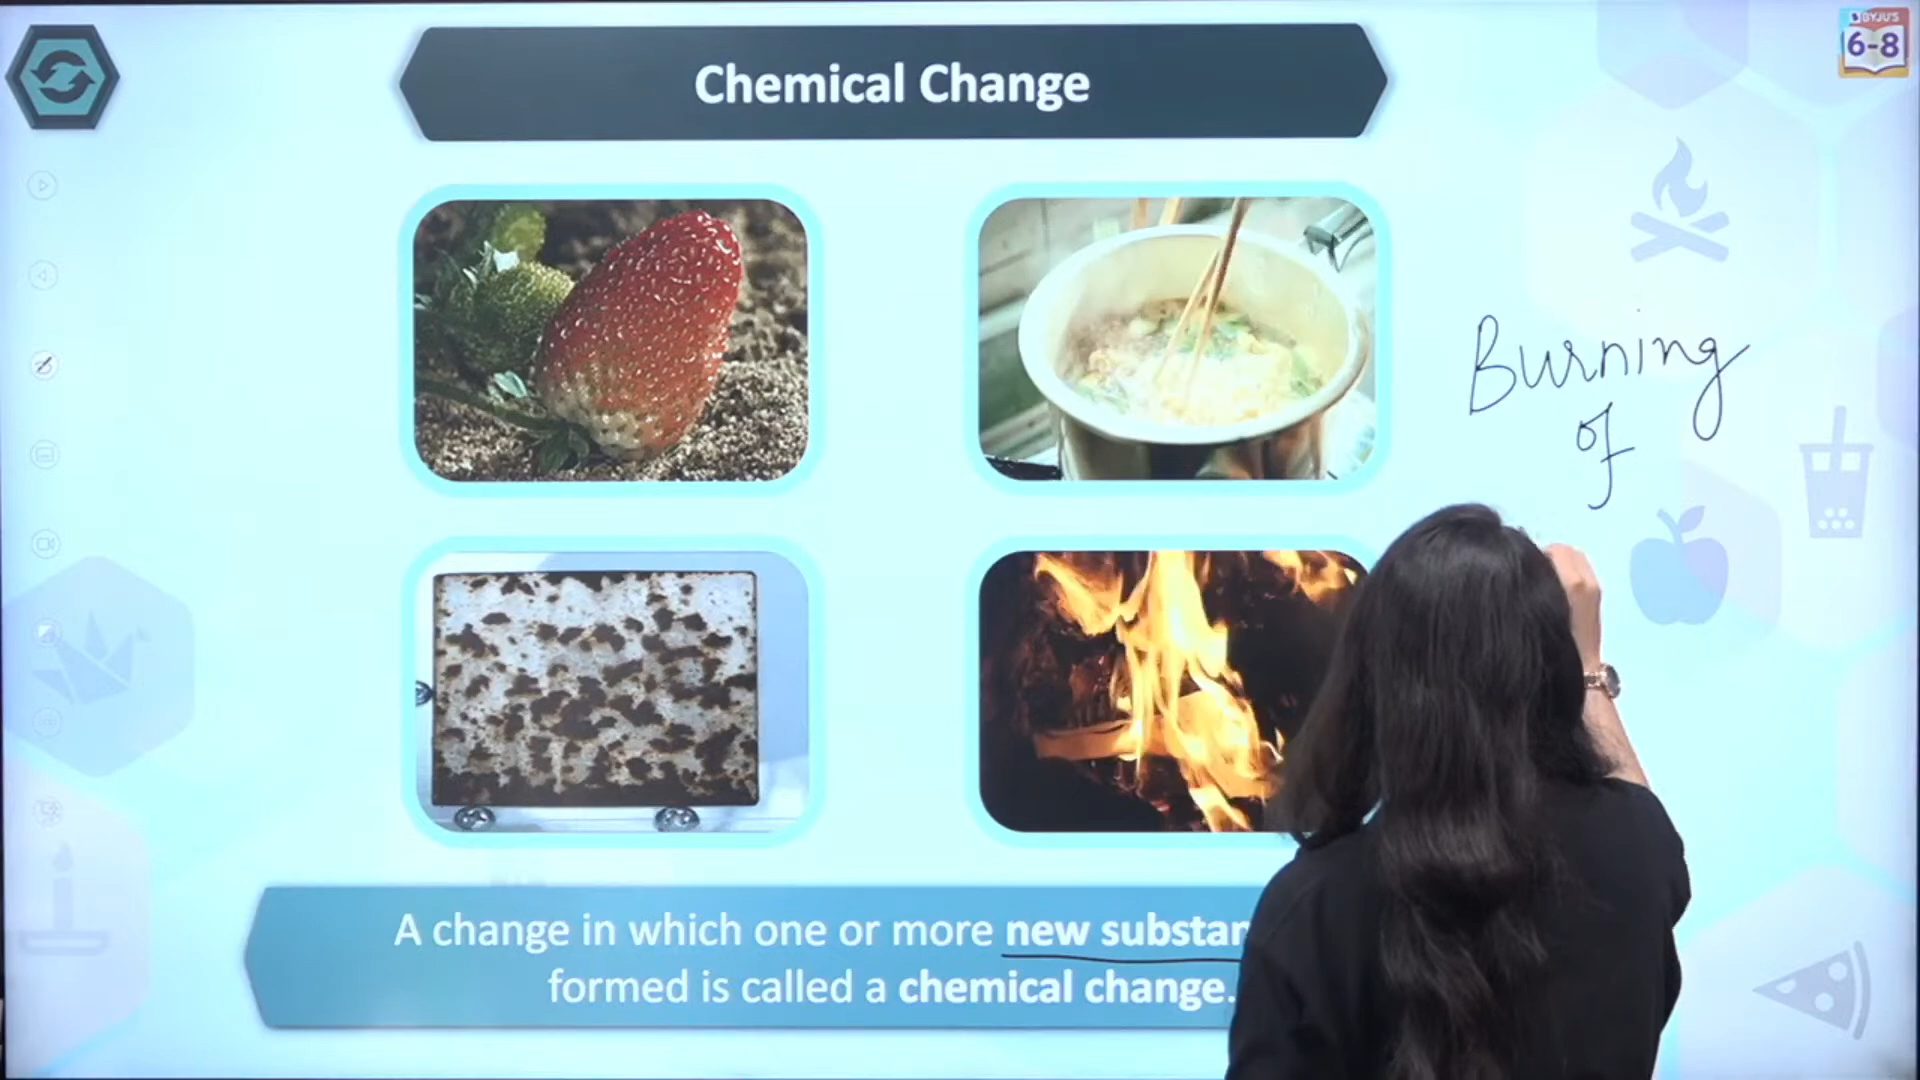 Chemical Change
BYJU'S
6-8
Burning
of
A change in which one or more new substan
formed is called a chemical change.